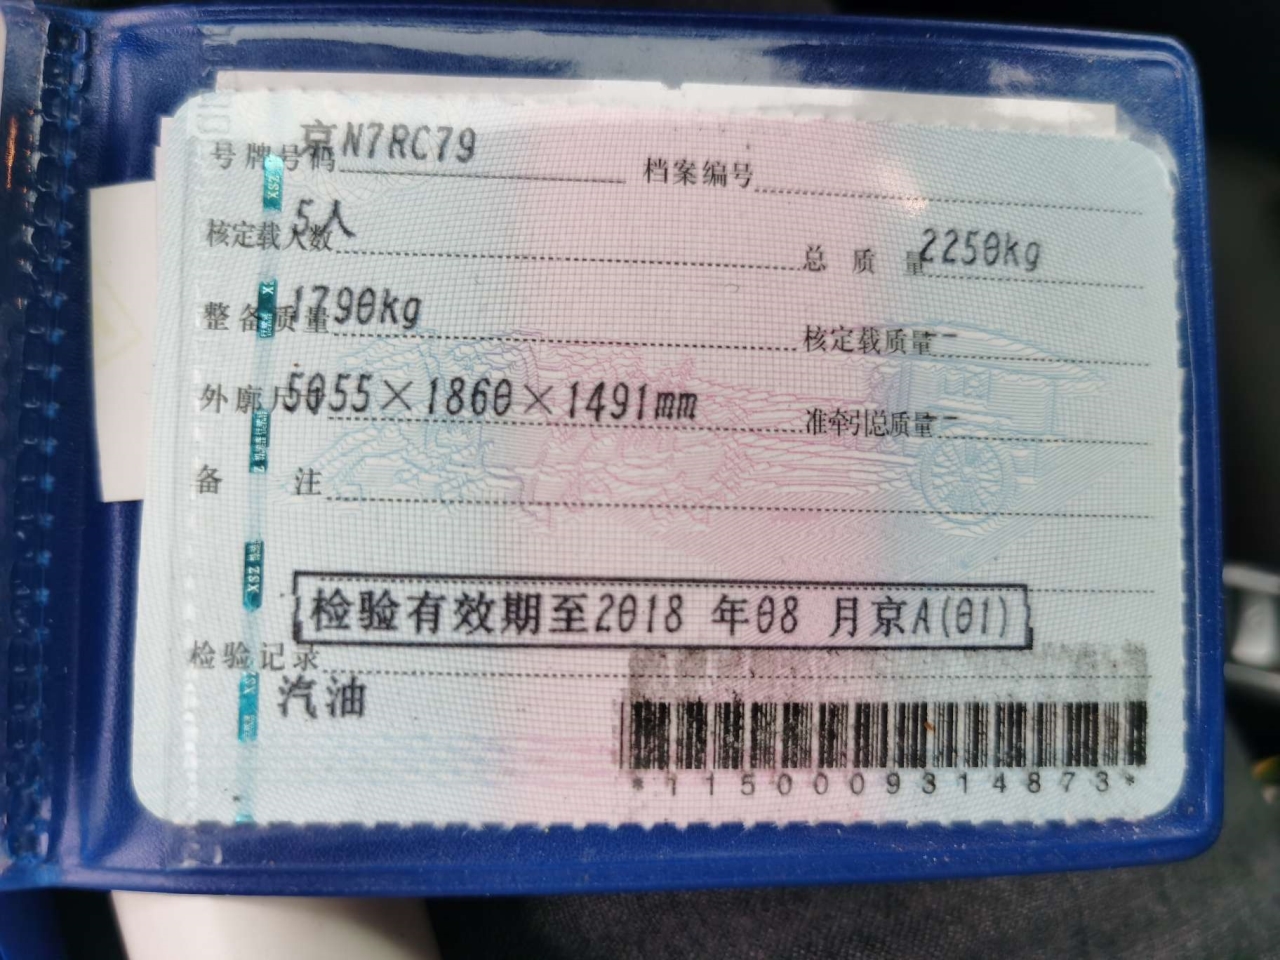 号牌号码 京N7RC79 档案编号
核定载人数 5人 总质量 2250kg
整备质量 1790kg 核定载质量 --
外廓尺寸 5055×1860×1491mm 准牵引总质量 --
备注
检验有效期至2018 年08 月京A(01)
检验记录
汽油
*1150009314873*
XSZ
XSZ
XSZ